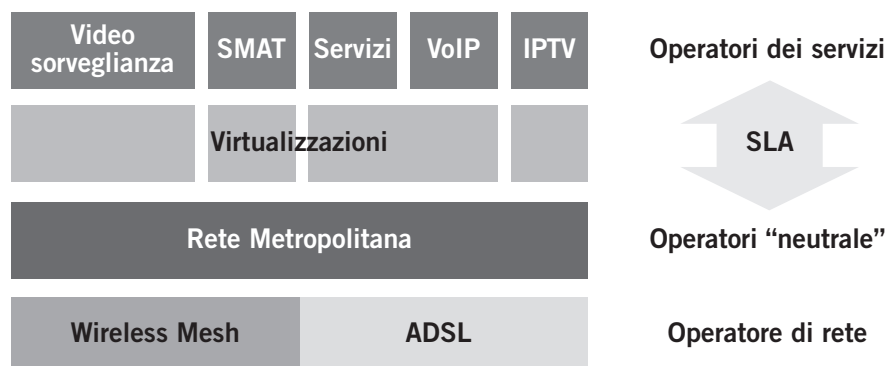 Video
sorveglianza
SMAT
Servizi
VoIP
IPTV
Operatori dei servizi
Virtualizzazioni
SLA
Rete Metropolitana
Operatori “neutrale”
Wireless Mesh
ADSL
Operatore di rete